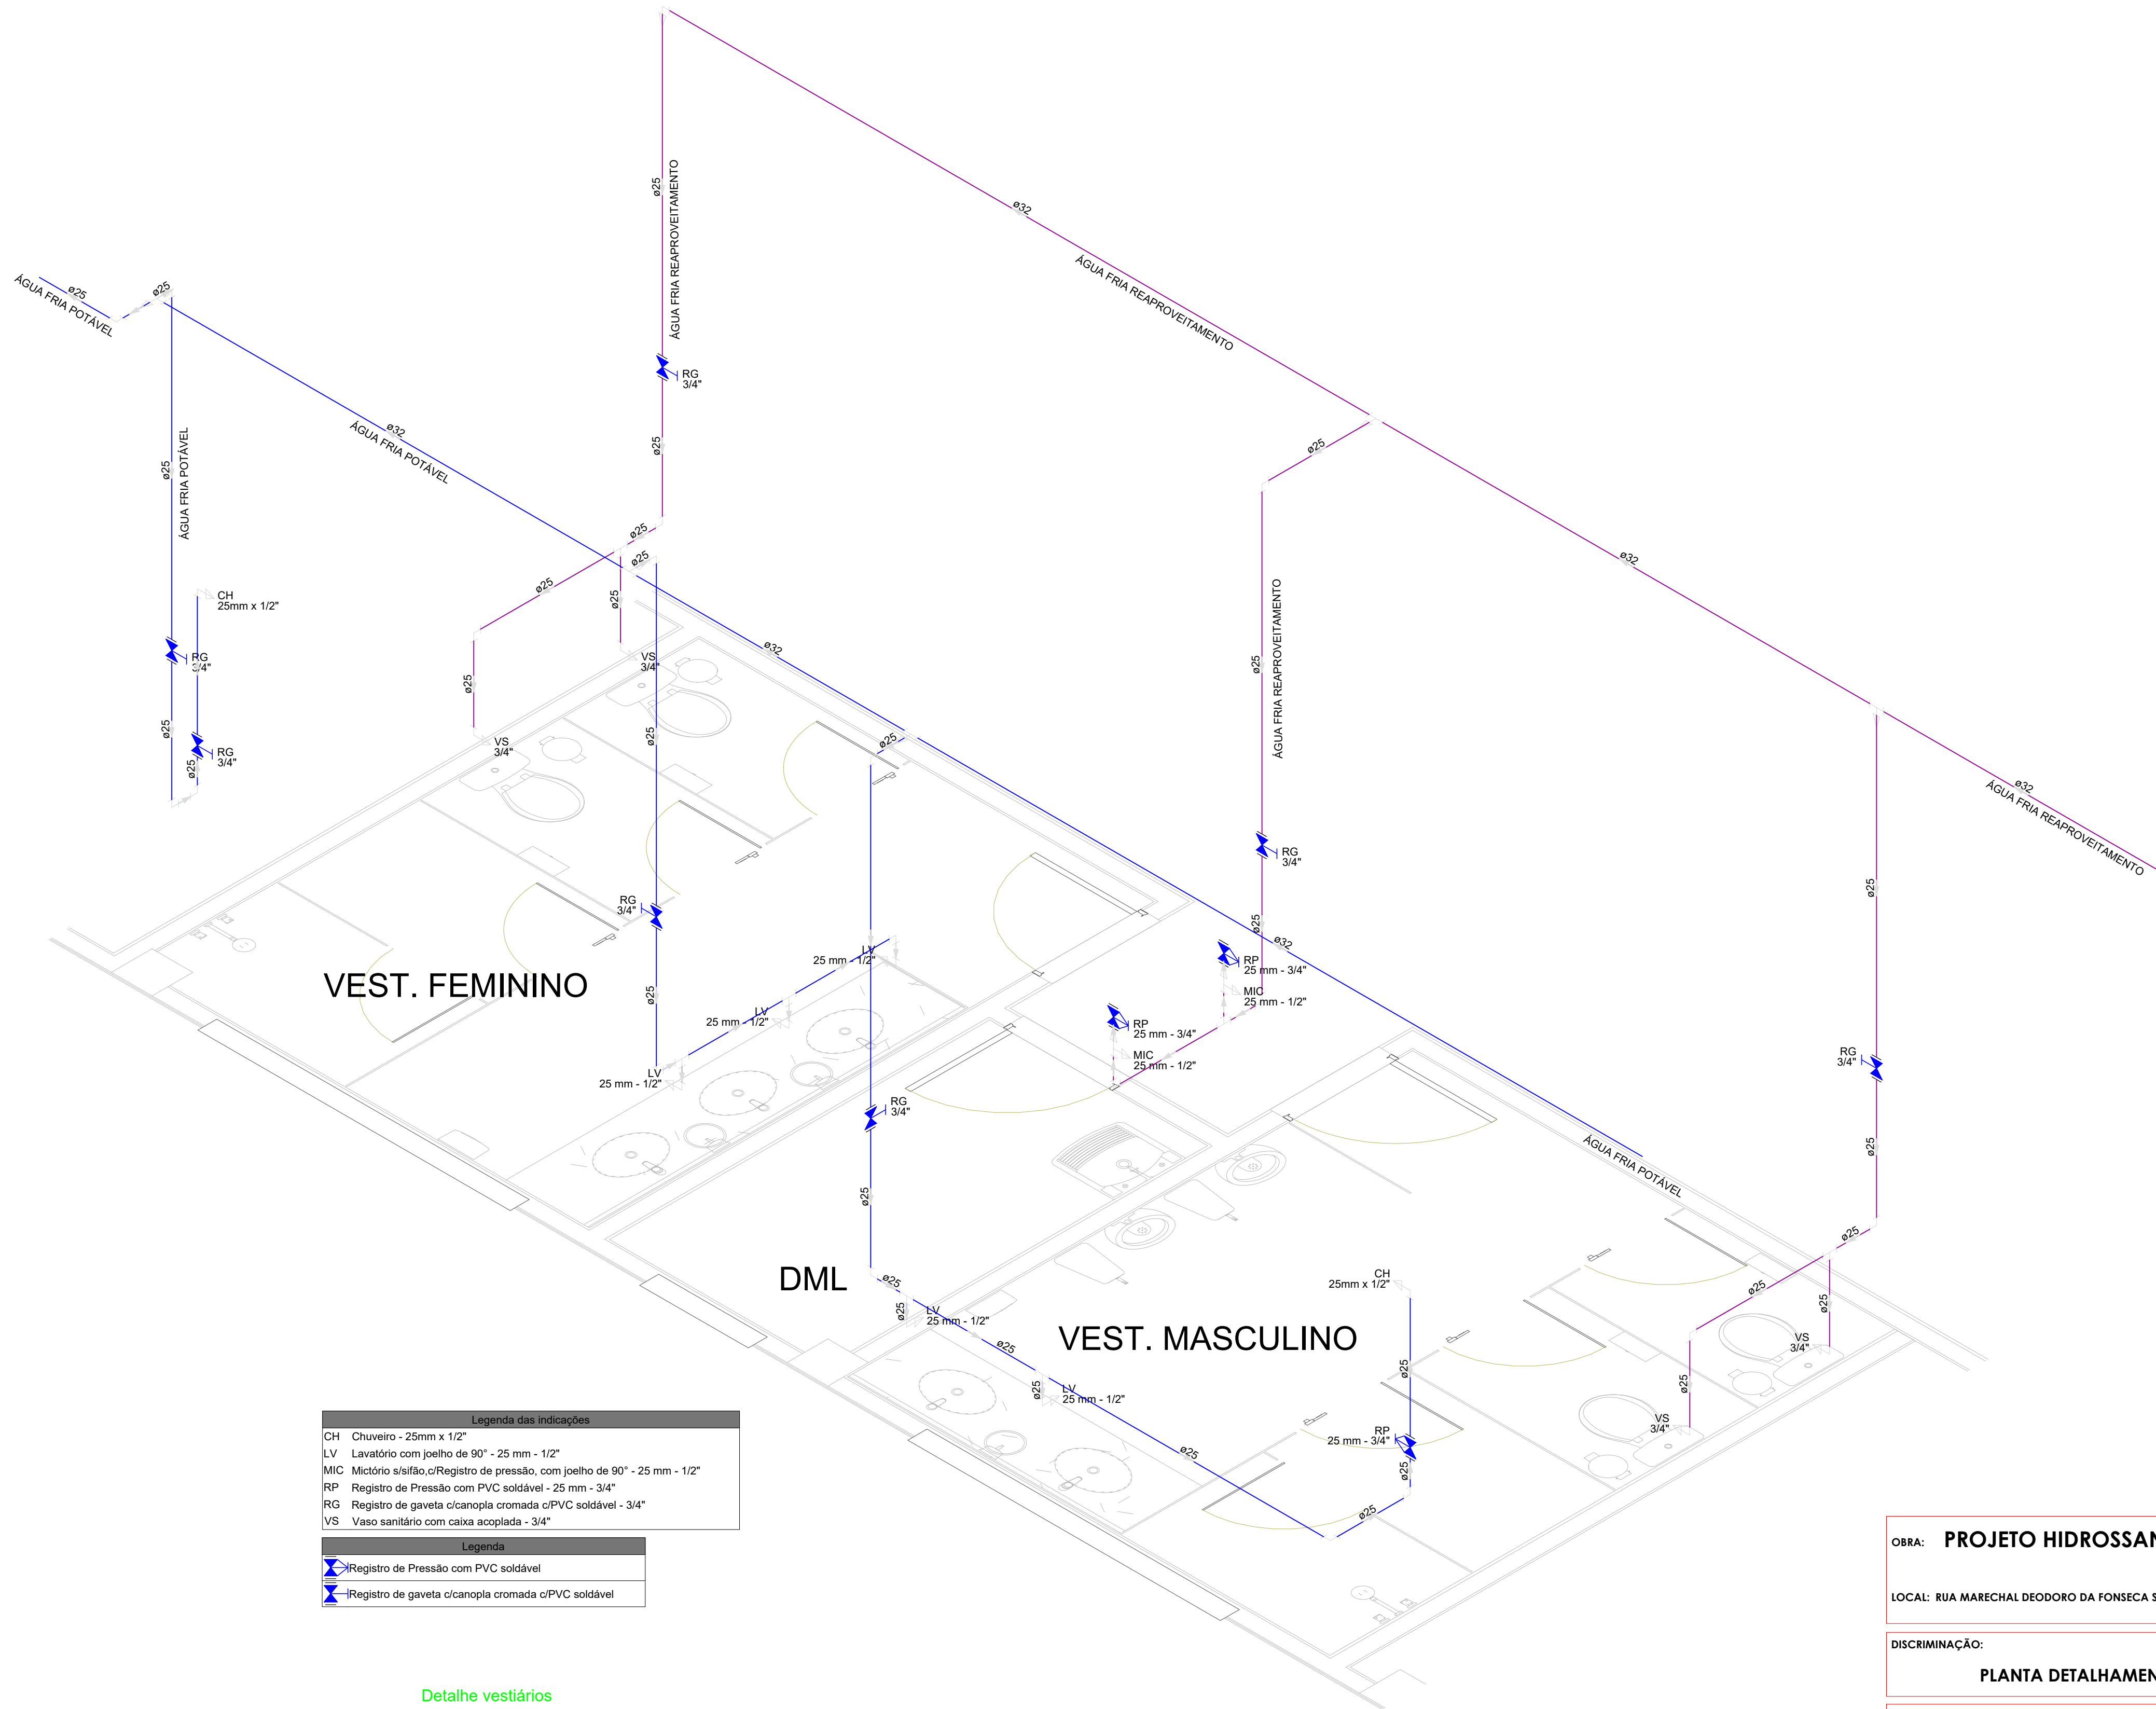 ø25
ÁGUA FRIA REAPROVEITAMENTO
ø32
ÁGUA FRIA REAPROVEITAMENTO
ø25
ÁGUA FRIA POTÁVEL
ø25
ø32
ÁGUA FRIA POTÁVEL
ø25
ÁGUA FRIA POTÁVEL
RG
3/4"
ø25
ø25
ø25
ø25
ø25
ø25
ø32
CH
25mm x 1/2"
RG
3/4"
VS
3/4"
ø32
ø25
VS
3/4"
ø25
RG
3/4"
ø25
ø25
ø25
ø25
ø25
ÁGUA FRIA REAPROVEITAMENTO
ø32
ÁGUA FRIA REAPROVEITAMENTO
RG
3/4"
ø25
RG
3/4"
ø25
ø32
ø25
LV
25 mm - 1/2"
RP
25 mm - 3/4"
MIC
25 mm - 1/2"
VEST. FEMININO
ø25
LV
25 mm - 1/2"
RP
25 mm - 3/4"
MIC
25 mm - 1/2"
LV
25 mm - 1/2"
RG
3/4"
RG
3/4"
ø25
ø25
ÁGUA FRIA POTÁVEL
ø25
DML
ø25
CH
25mm x 1/2"
ø25
ø25
ø25
LV
25 mm - 1/2"
VEST. MASCULINO
ø25
VS
3/4"
ø25
ø25
ø25
LV
25 mm - 1/2"
VS
3/4"
RP
25 mm - 3/4"
ø25
ø25
ø25
Legenda das indicações
CH Chuveiro - 25mm x 1/2"
LV Lavatório com joelho de 90° - 25 mm - 1/2"
MIC Mictório s/sifão,c/Registro de pressão, com joelho de 90° - 25 mm - 1/2"
RP Registro de Pressão com PVC soldável - 25 mm - 3/4"
RG Registro de gaveta c/canopla cromada c/PVC soldável - 3/4"
VS Vaso sanitário com caixa acoplada - 3/4"
Legenda
Registro de Pressão com PVC soldável
Registro de gaveta c/canopla cromada c/PVC soldável
Detalhe vestiários
OBRA: PROJETO HIDROSSAN
LOCAL: RUA MARECHAL DEODORO DA FONSECA S
DISCRIMINAÇÃO:
PLANTA DETALHAMEN